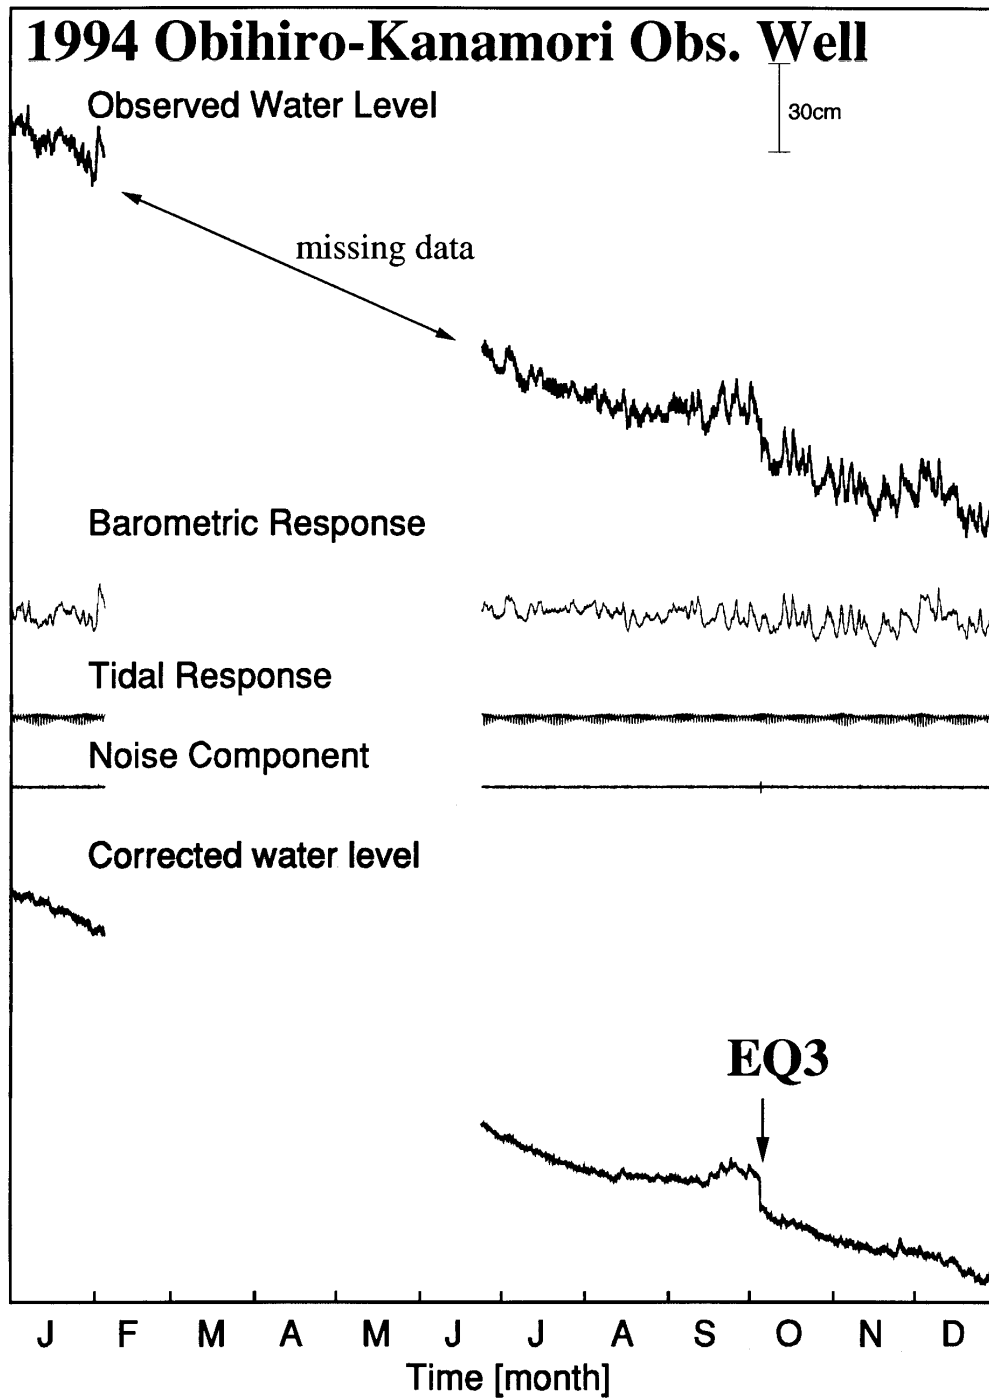 1994 Obihiro-Kanamori Obs. Well
Observed Water Level
30cm
missing data
Barometric Response
Tidal Response
Noise Component
Corrected water level
EQ3
J F M A M J J A S O N D
Time [month]